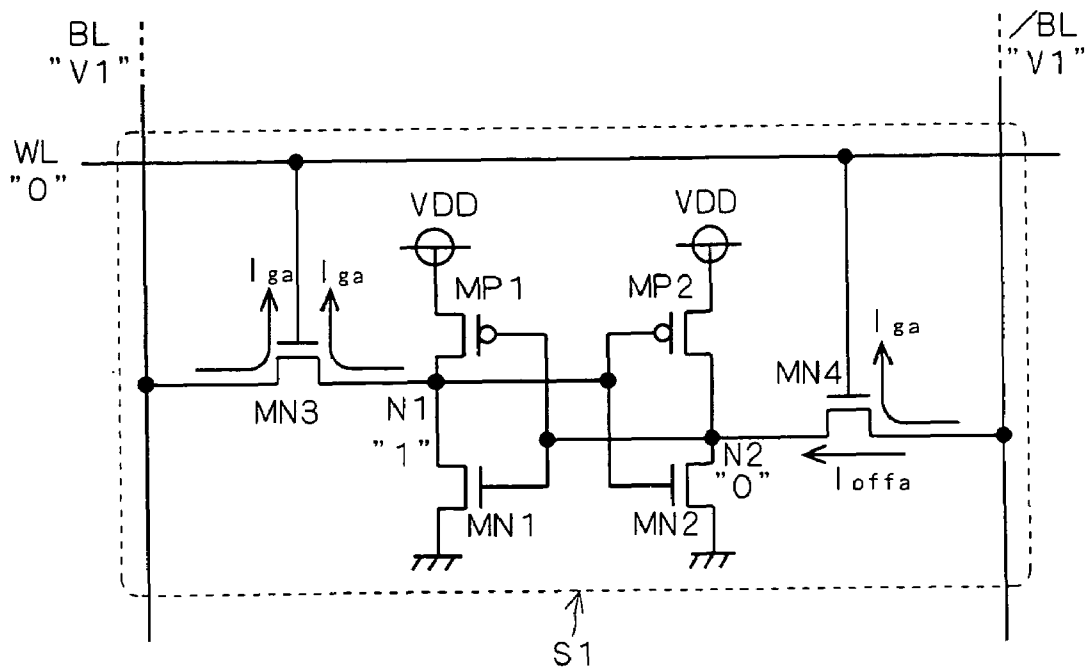 BL
"V1"
/BL
"V1"
WL
"0"
VDD
VDD
Iga
Iga
MP1
MP2
Iga
MN3
MN4
N1
"1"
N2
"0"
Ioffa
MN1
MN2
S1